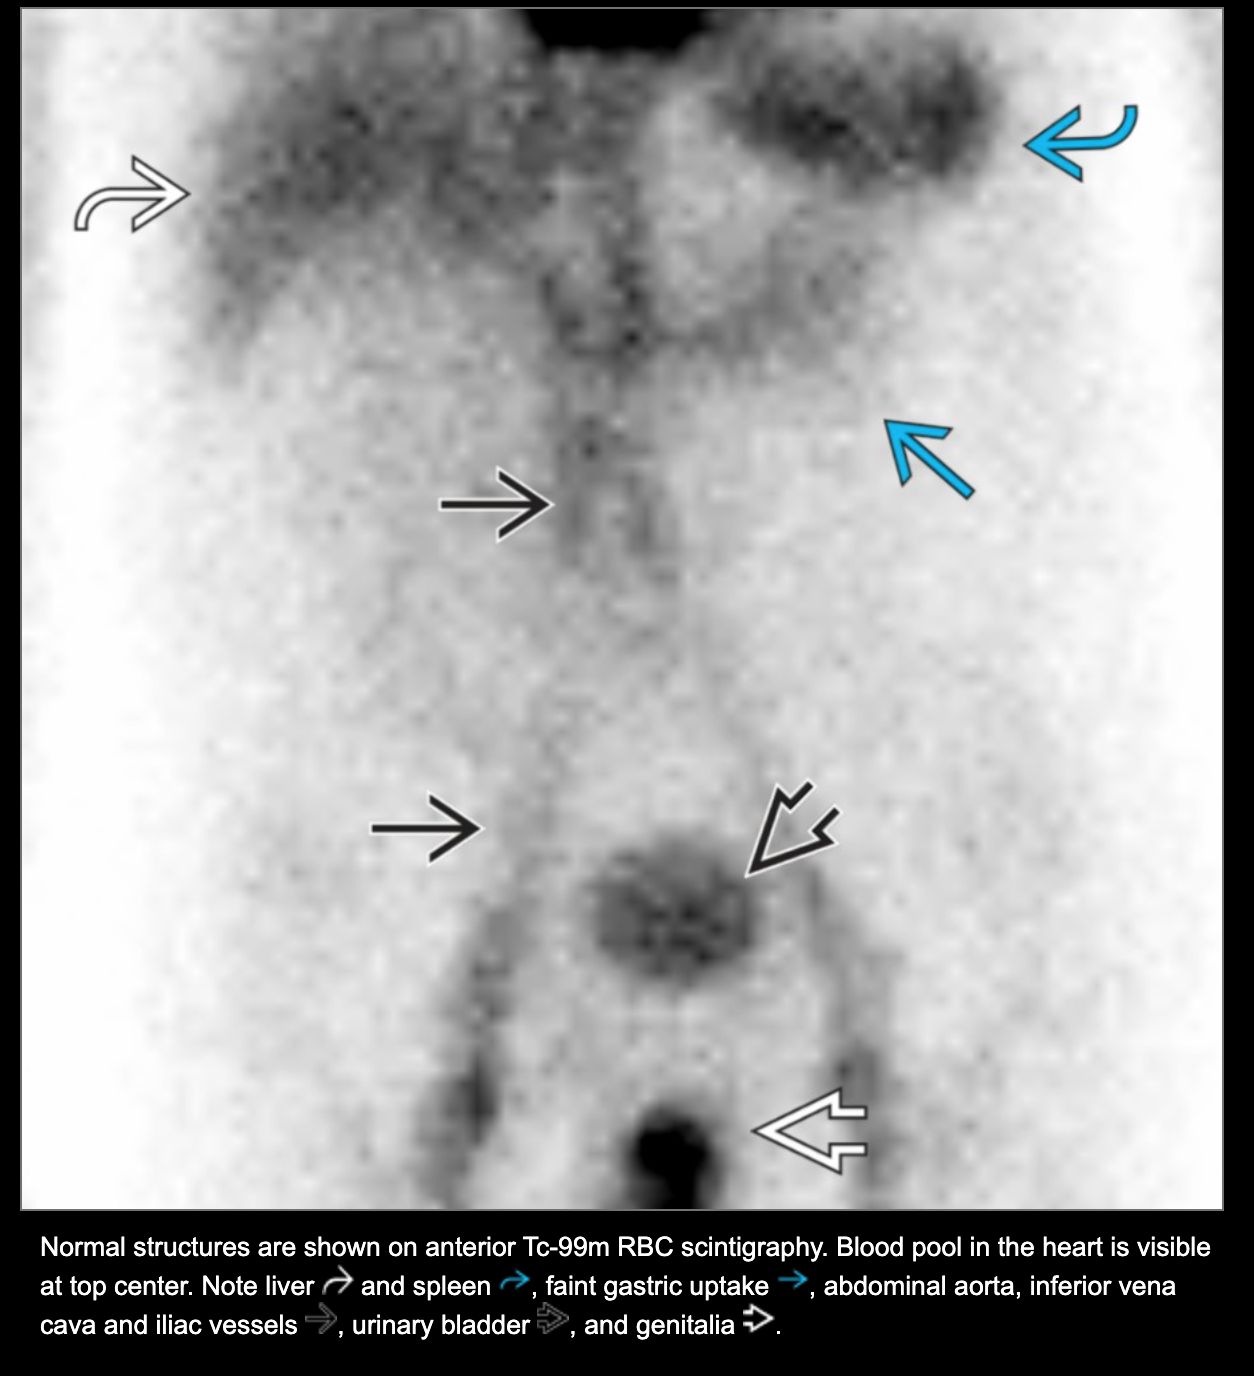 Normal structures are shown on anterior Tc-99m RBC scintigraphy. Blood pool in the heart is visible
at top center. Note liver and spleen , faint gastric uptake , abdominal aorta, inferior vena
cava and iliac vessels , urinary bladder , and genitalia .